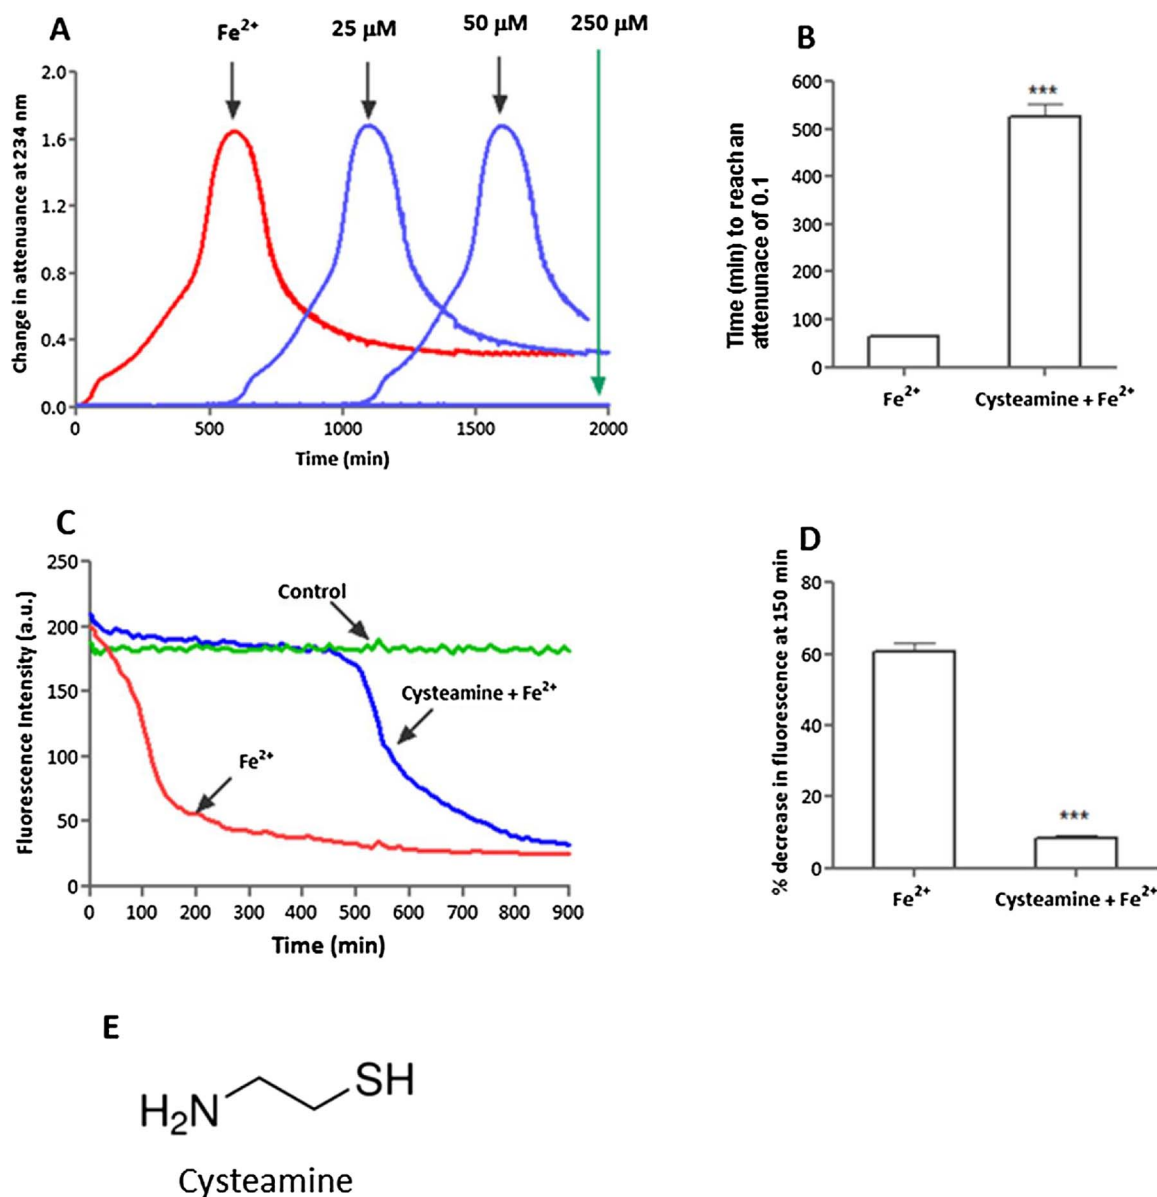 A
Fe²⁺
25 µM
50 µM
250 µM
Change in attenuance at 234 nm
2.0
1.6
1.2
0.8
0.4
0.0
0
500
1000
1500
2000
Time (min)
B
Time (min) to reach an
attenunace of 0.1
600
500
400
300
200
100
0
***
Fe²⁺
Cysteamine + Fe²⁺
C
Fluorescence Intensity (a.u.)
250
200
150
100
50
0
Control
Cysteamine + Fe²⁺
Fe²⁺
0
100
200
300
400
500
600
700
800
900
Time (min)
D
% decrease in fluorescence at 150 min
80
60
40
20
0
***
Fe²⁺
Cysteamine + Fe²⁺
E
H₂N
SH
Cysteamine